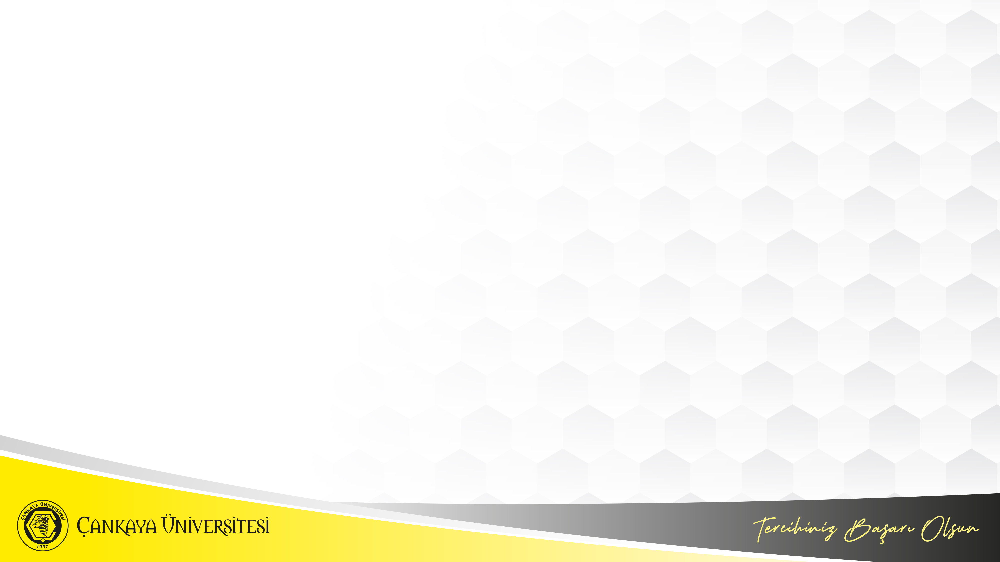 ÇANKAYA ÜNİVERSİTESİ
1997
ÇANKAYA ÜNİVERSİTESİ
Tercihiniz Başarı Olsun